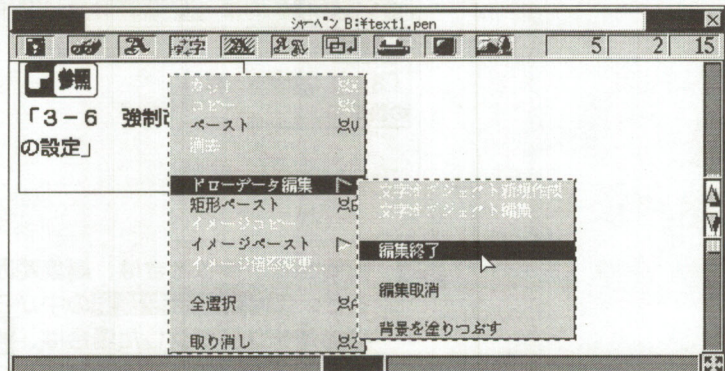 シャーペン B:¥text1.pen
5 2 15
参照
「3-6 強制改
の設定」
カット
コピー
ペースト V
消去
ドローデータ編集
矩形ペースト
イメージコピー
イメージペースト
イメージ倍率変更...
全選択 A
取り消し Z
文字オブジェクト新規作成
文字オブジェクト編集
編集終了
編集取消
背景を塗りつぶす